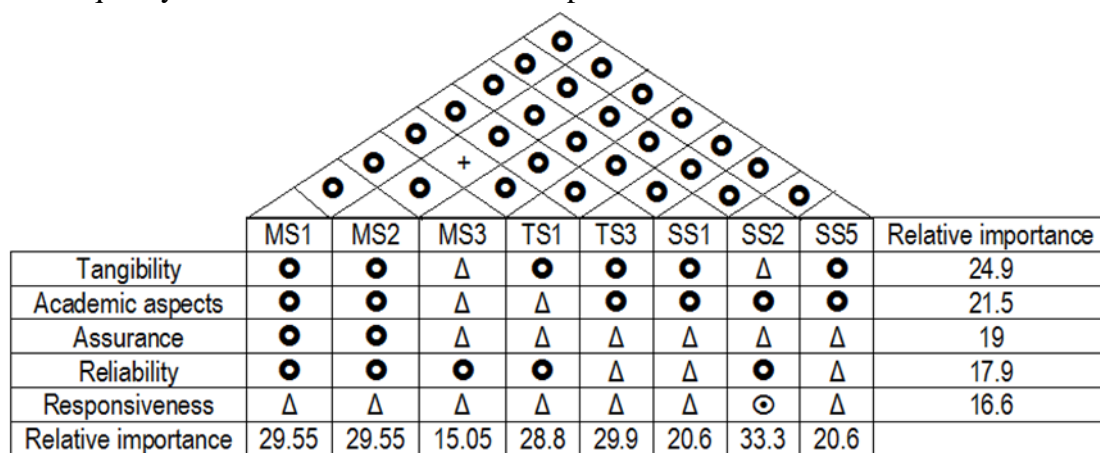 +
MS1 MS2 MS3 TS1 TS3 SS1 SS2 SS5 Relative importance
Tangibility Δ Δ 24.9
Academic aspects Δ Δ 21.5
Assurance Δ Δ Δ Δ Δ Δ 19
Reliability Δ Δ Δ 17.9
Responsiveness Δ Δ Δ Δ Δ Δ ⊙ Δ 16.6
Relative importance 29.55 29.55 15.05 28.8 29.9 20.6 33.3 20.6